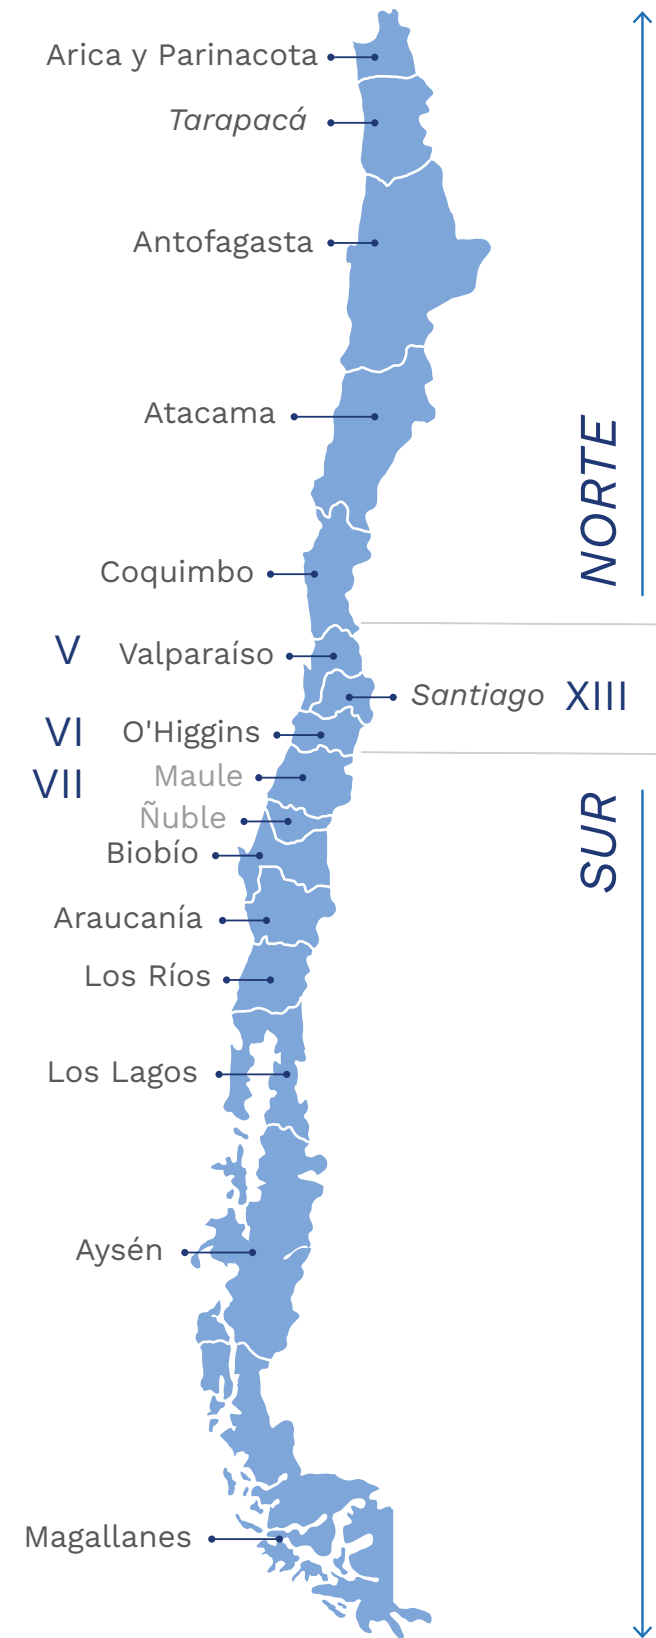 Arica y Parinacota
Tarapacá
Antofagasta
Atacama
NORTE
Coquimbo
V Valparaíso
Santiago XIII
VI O'Higgins
VII Maule
Ñuble
SUR
Biobío
Araucanía
Los Ríos
Los Lagos
Aysén
Magallanes